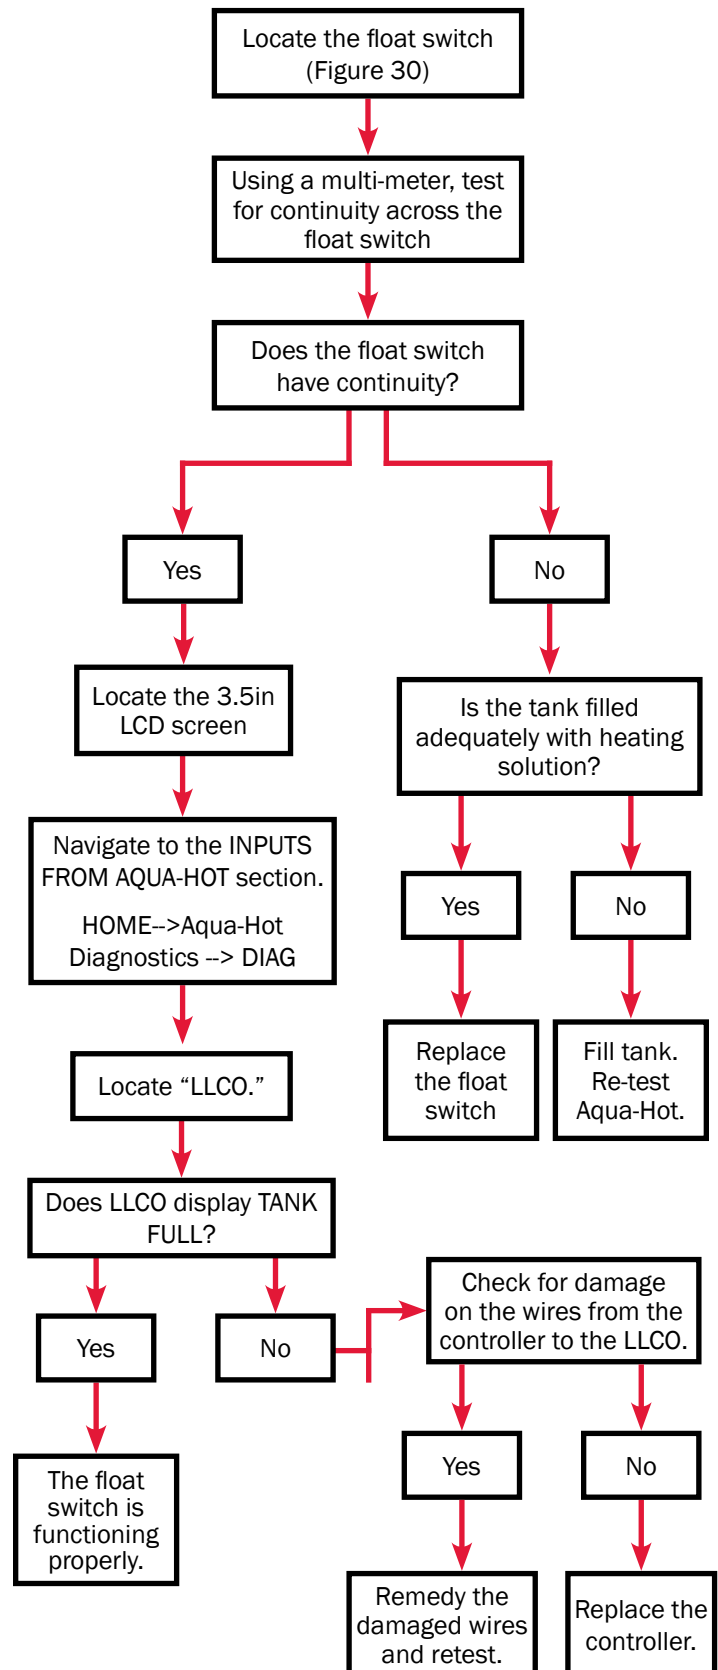 Locate the float switch
(Figure 30)
Using a multi-meter, test
for continuity across the
float switch
Does the float switch
have continuity?
Yes
No
Locate the 3.5in
LCD screen
Is the tank filled
adequately with heating
solution?
Navigate to the INPUTS
FROM AQUA-HOT section.
HOME-->Aqua-Hot
Diagnostics --> DIAG
Yes
No
Locate “LLCO.”
Replace
the float
switch
Fill tank.
Re-test
Aqua-Hot.
Does LLCO display TANK
FULL?
Yes
No
Check for damage
on the wires from the
controller to the LLCO.
The float
switch is
functioning
properly.
Yes
No
Remedy the
damaged wires
and retest.
Replace the
controller.